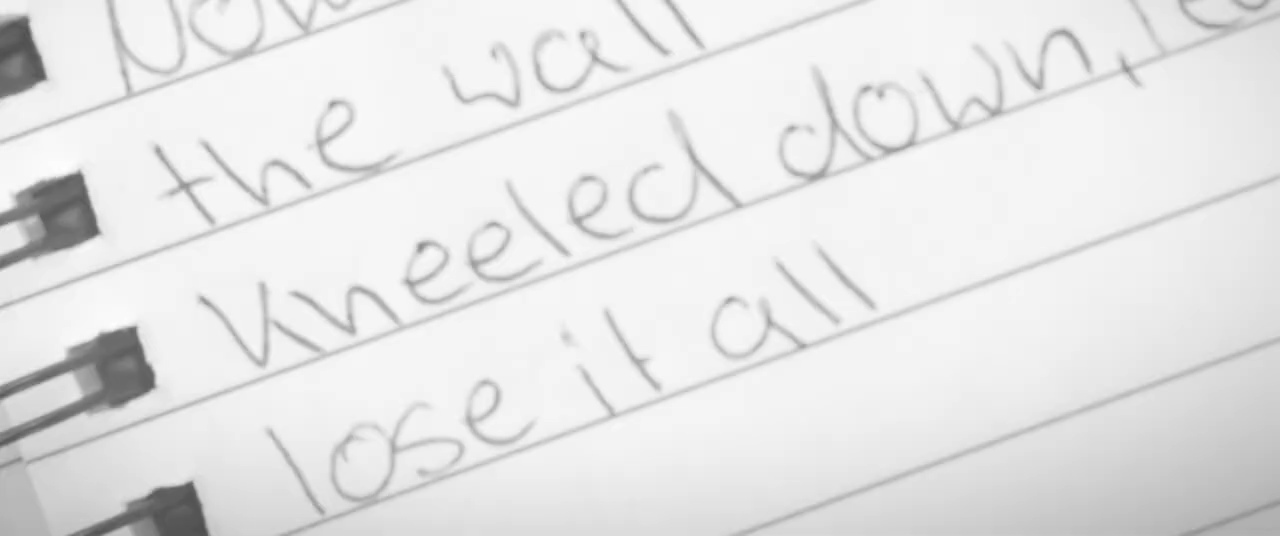 the wall
kneeled down,
lose it all